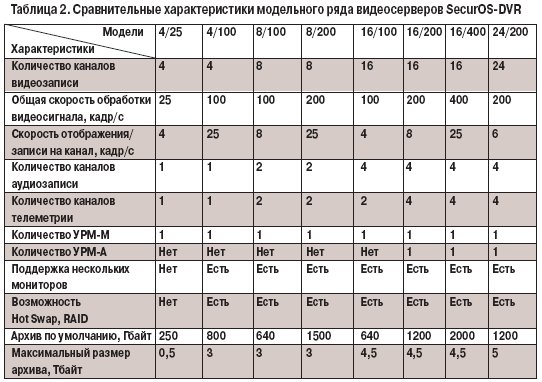 Таблица 2. Сравнительные характеристики модельного ряда видеосерверов SecurOS-DVR
Модели 4/25 4/100 8/100 8/200 16/100 16/200 16/400 24/200
Характеристики
Количество каналов 4 4 8 8 16 16 16 24
видеозаписи
Общая скорость обработки 25 100 100 200 100 200 400 200
видеосигнала, кадр/с
Скорость отображения/ 4 25 8 25 4 8 25 6
записи на канал, кадр/с
Количество каналов 1 1 2 2 4 4 4 4
аудиозаписи
Количество каналов 1 1 2 2 2 4 4 4
телеметрии
Количество УРМ-М 1 1 1 1 1 1 1 1
Количество УРМ-А Нет Нет Нет Нет Нет 1 1 1
Поддержка нескольких Нет Есть Есть Есть Есть Есть Есть Есть
мониторов
Возможность Нет Есть Есть Есть Есть Есть Есть Есть
Hot Swap, RAID
Архив по умолчанию, Гбайт 250 800 640 1500 640 1200 2000 1200
Максимальный размер 0,5 3 3 3 4,5 4,5 4,5 5
архива, Тбайт